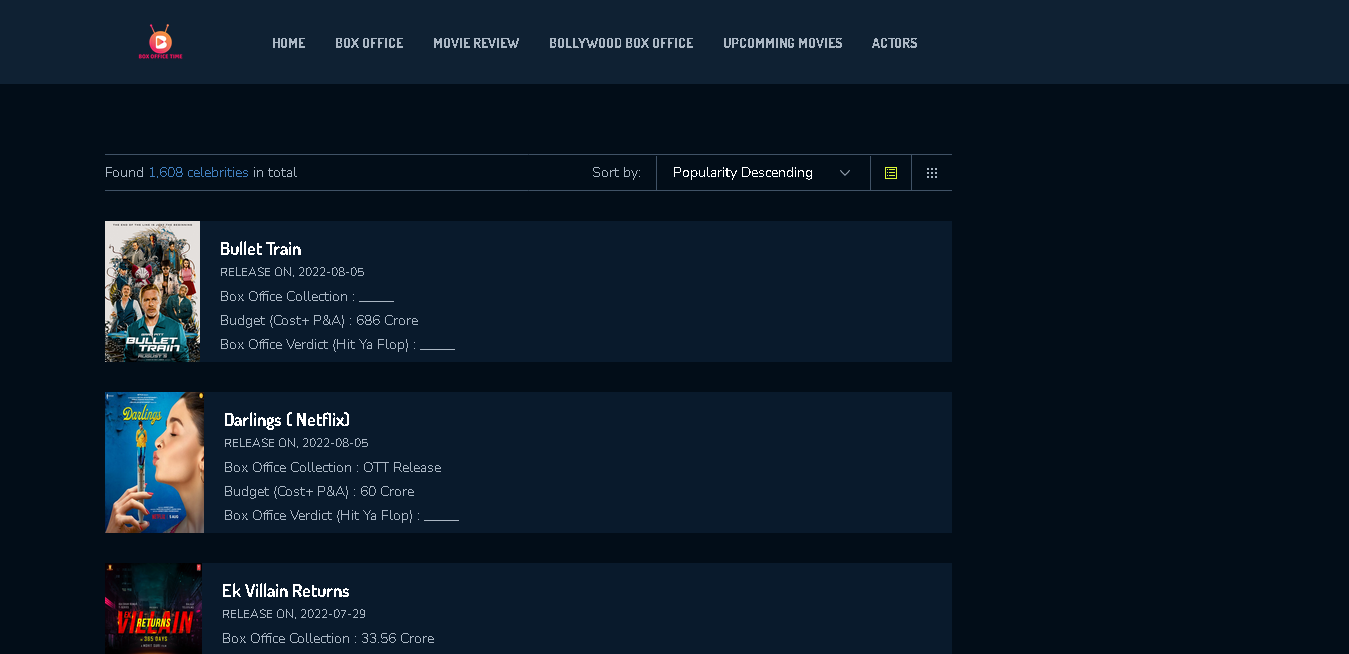 BOX OFFICE TIME
HOME BOX OFFICE MOVIE REVIEW BOLLYWOOD BOX OFFICE UPCOMMING MOVIES ACTORS
Found 1,608 celebrities in total Sort by: Popularity Descending
BULLET TRAIN
AUGUST 5
Bullet Train
RELEASE ON, 2022-08-05
Box Office Collection : _____
Budget (Cost+ P&A) : 686 Crore
Box Office Verdict (Hit Ya Flop) : _____
Darlings
Darlings ( Netflix)
RELEASE ON, 2022-08-05
Box Office Collection : OTT Release
Budget (Cost+ P&A) : 60 Crore
Box Office Verdict (Hit Ya Flop) : _____
EK VILLAIN
RETURNS
Ek Villain Returns
RELEASE ON, 2022-07-29
Box Office Collection : 33.56 Crore